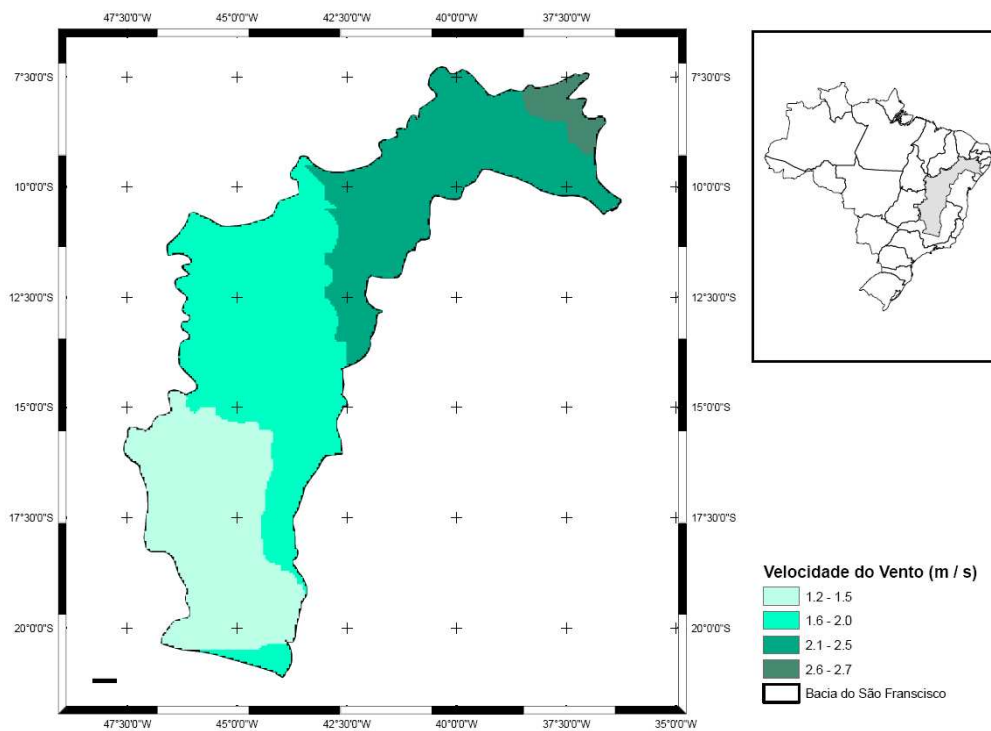 47°30'0"W 45°0'0"W 42°30'0"W 40°0'0"W 37°30'0"W
7°30'0"S 7°30'0"S
10°0'0"S 10°0'0"S
12°30'0"S 12°30'0"S
15°0'0"S 15°0'0"S
17°30'0"S 17°30'0"S
20°0'0"S 20°0'0"S
47°30'0"W 45°0'0"W 42°30'0"W 40°0'0"W 37°30'0"W 35°0'0"W
Velocidade do Vento (m / s)
1.2 - 1.5
1.6 - 2.0
2.1 - 2.5
2.6 - 2.7
Bacia do São Franscisco